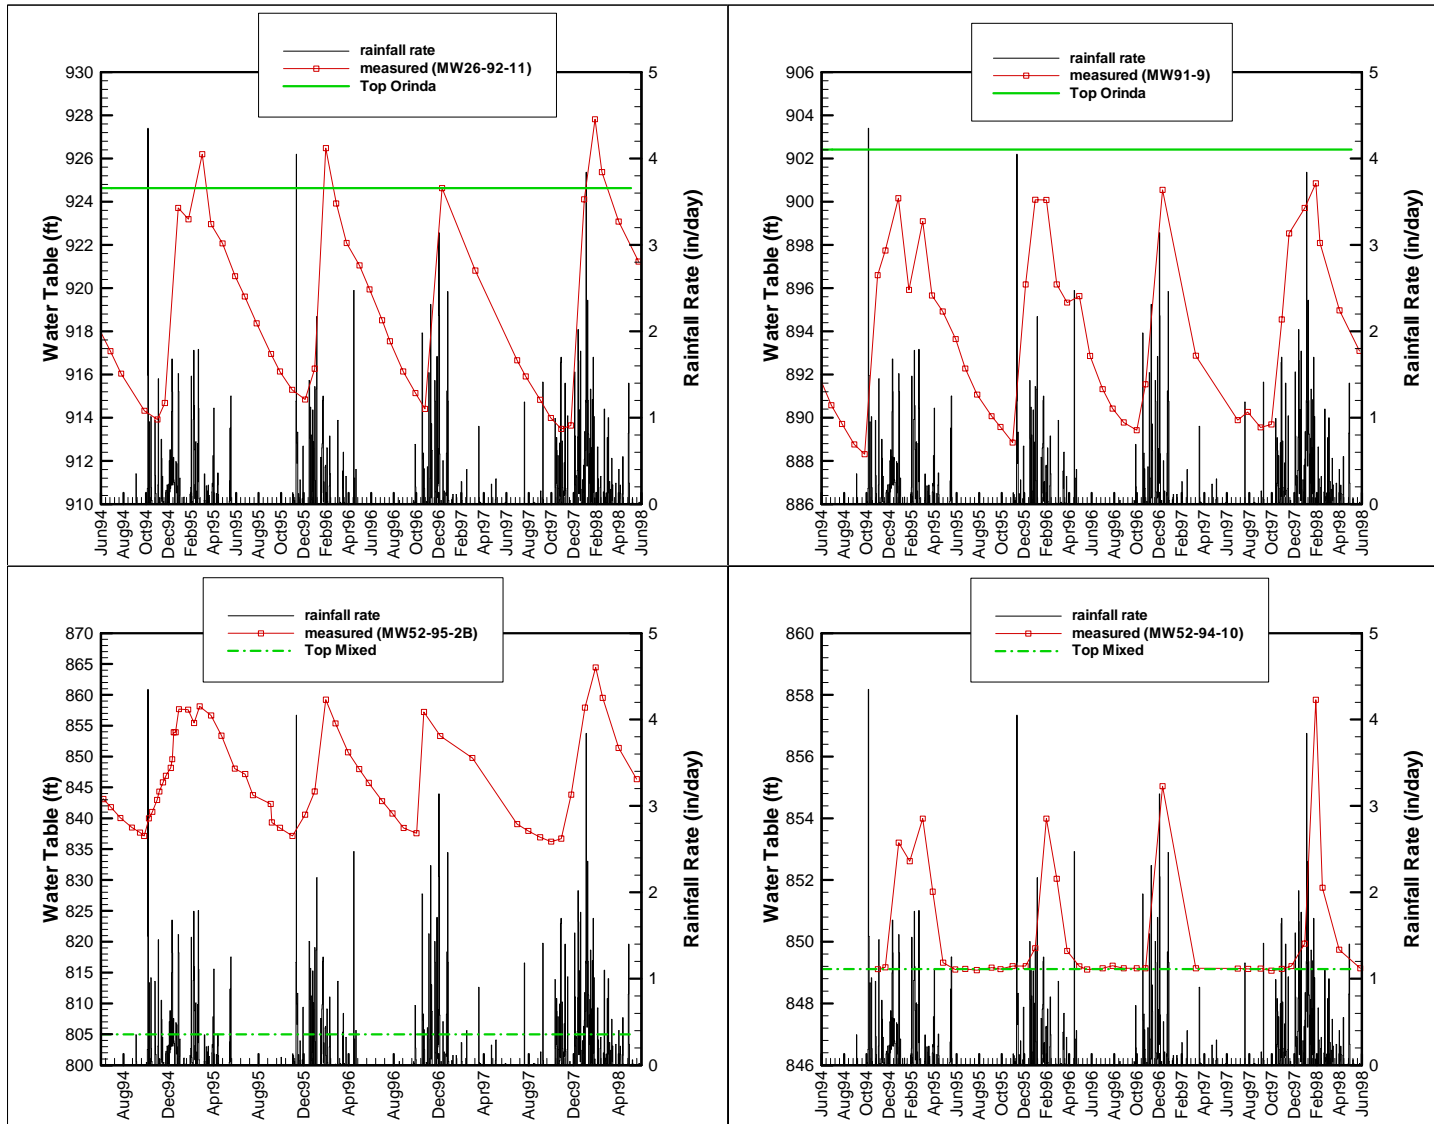 rainfall rate
measured (MW26-92-11)
Top Orinda
930
928
926
924
922
920
918
916
914
912
910
Water Table (ft)
5
4
3
2
1
0
Rainfall Rate (in/day)
Jun94
Aug94
Oct94
Dec94
Feb95
Apr95
Jun95
Aug95
Oct95
Dec95
Feb96
Apr96
Jun96
Aug96
Oct96
Dec96
Feb97
Apr97
Jun97
Aug97
Oct97
Dec97
Feb98
Apr98
Jun98
rainfall rate
measured (MW91-9)
Top Orinda
906
904
902
900
898
896
894
892
890
888
886
Water Table (ft)
5
4
3
2
1
0
Rainfall Rate (in/day)
Jun94
Aug94
Oct94
Dec94
Feb95
Apr95
Jun95
Aug95
Oct95
Dec95
Feb96
Apr96
Jun96
Aug96
Oct96
Dec96
Feb97
Apr97
Jun97
Aug97
Oct97
Dec97
Feb98
Apr98
Jun98
rainfall rate
measured (MW52-95-2B)
Top Mixed
870
865
860
855
850
845
840
835
830
825
820
815
810
805
800
Water Table (ft)
5
4
3
2
1
0
Rainfall Rate (in/day)
Aug94
Dec94
Apr95
Aug95
Dec95
Apr96
Aug96
Dec96
Apr97
Aug97
Dec97
Apr98
rainfall rate
measured (MW52-94-10)
Top Mixed
860
858
856
854
852
850
848
846
Water Table (ft)
5
4
3
2
1
0
Rainfall Rate (in/day)
Jun94
Aug94
Oct94
Dec94
Feb95
Apr95
Jun95
Aug95
Oct95
Dec95
Feb96
Apr96
Jun96
Aug96
Oct96
Dec96
Feb97
Apr97
Jun97
Aug97
Oct97
Dec97
Feb98
Apr98
Jun98